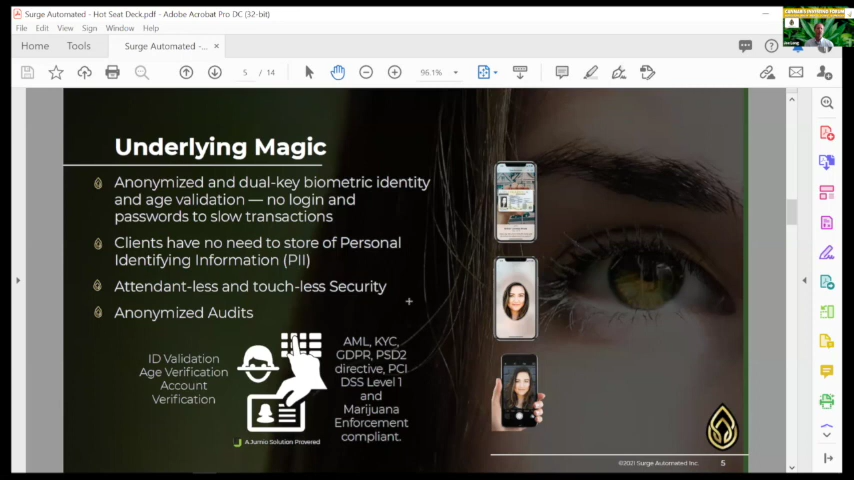 Surge Automated - Hot Seat Deck.pdf - Adobe Acrobat Pro DC (32-bit)
File Edit View Sign Window Help
Home Tools Surge Automated -... ×
5 / 14 96.1%
Underlying Magic
Anonymized and dual-key biometric identity
and age validation — no login and
passwords to slow transactions
Clients have no need to store of Personal
Identifying Information (PII)
Attendant-less and touch-less Security
Anonymized Audits
ID Validation
Age Verification
Account
Verification
A Jumio Solution Provered
AML, KYC,
GDPR, PSD2
directive, PCI
DSS Level 1
and
Marijuana
Enforcement
compliant.
©2021 Surge Automated Inc. 5